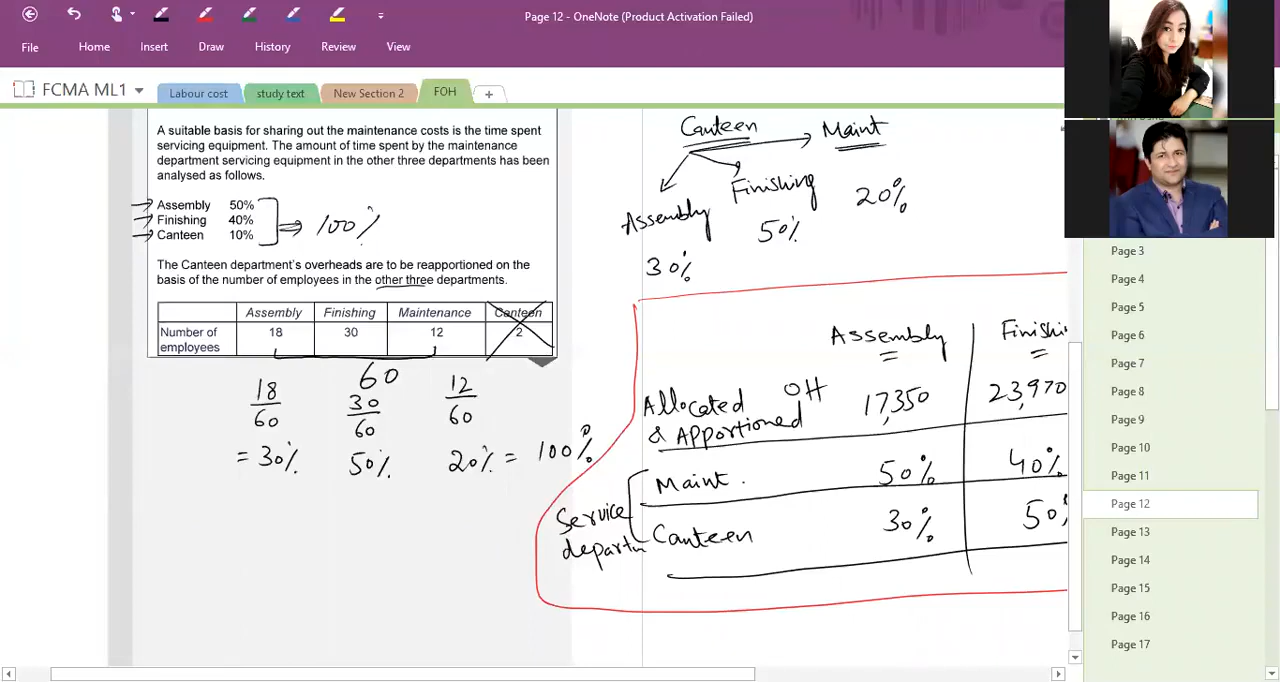 Page 12 - OneNote (Product Activation Failed)
File
Home
Insert
Draw
History
Review
View
FCMA ML1
Labour cost
study text
New Section 2
FOH
A suitable basis for sharing out the maintenance costs is the time spent
servicing equipment. The amount of time spent by the maintenance
department servicing equipment in the other three departments has been
analysed as follows.
Assembly 50%
Finishing 40%
Canteen 10%
100%
The Canteen department's overheads are to be reapportioned on the
basis of the number of employees in the other three departments.
Assembly Finishing Maintenance Canteen
Number of employees 18 30 12 2
60
18/60 30/60 12/60
= 30% 50% 20% = 100%
Canteen Maint
Assembly Finishing 20%
30% 50%
Assembly Finishi
Allocated OH 17,350 23,970
& Apportioned
Maint . 50% 40%
Service
departm
Canteen 30% 50%
Page 3
Page 4
Page 5
Page 6
Page 7
Page 8
Page 9
Page 10
Page 11
Page 12
Page 13
Page 14
Page 15
Page 16
Page 17